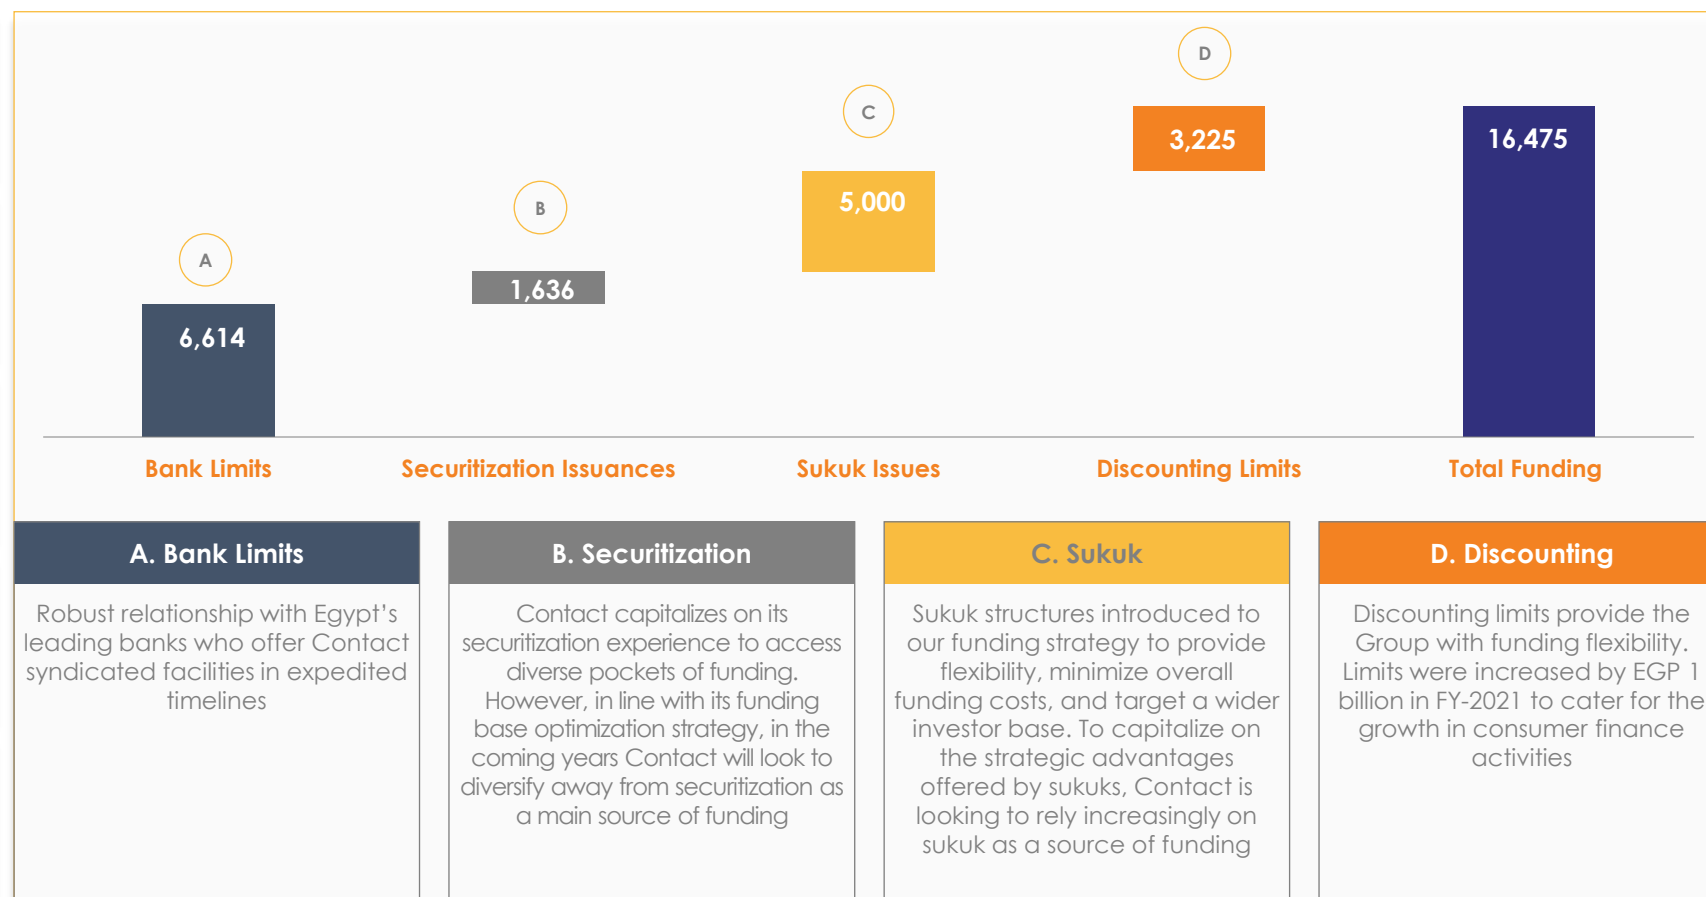 D
C
B
A
3,225
16,475
5,000
1,636
6,614
Bank Limits
Securitization Issuances
Sukuk Issues
Discounting Limits
Total Funding
A. Bank Limits
Robust relationship with Egypt’s
leading banks who offer Contact
syndicated facilities in expedited
timelines
B. Securitization
Contact capitalizes on its
securitization experience to access
diverse pockets of funding.
However, in line with its funding
base optimization strategy, in the
coming years Contact will look to
diversify away from securitization as
a main source of funding
C. Sukuk
Sukuk structures introduced to
our funding strategy to provide
flexibility, minimize overall
funding costs, and target a wider
investor base. To capitalize on
the strategic advantages
offered by sukuks, Contact is
looking to rely increasingly on
sukuk as a source of funding
D. Discounting
Discounting limits provide the
Group with funding flexibility.
Limits were increased by EGP 1
billion in FY-2021 to cater for the
growth in consumer finance
activities